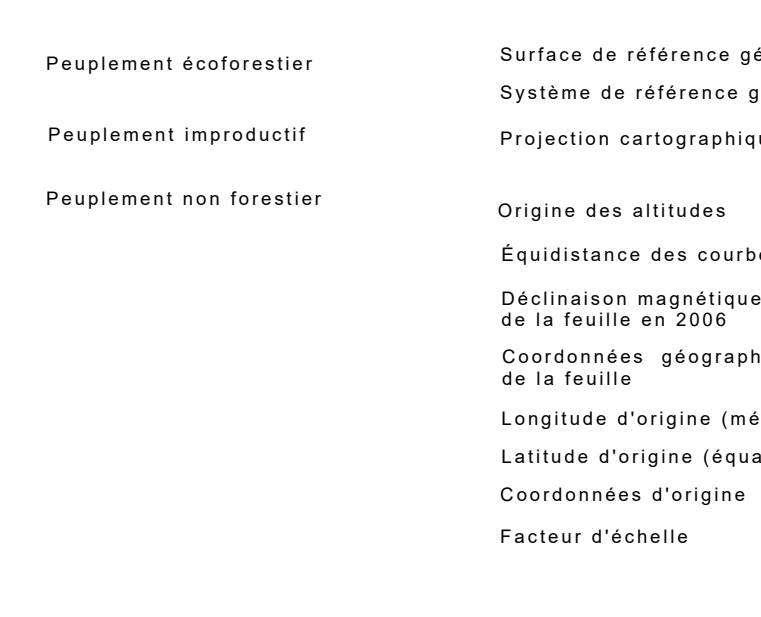 Peuplement écoforestier
Peuplement improductif
Peuplement non forestier
Surface de référence gé
Système de référence g
Projection cartographiqu
Origine des altitudes
Équidistance des courbe
Déclinaison magnétique
de la feuille en 2006
Coordonnées géograph
de la feuille
Longitude d'origine (mé
Latitude d'origine (équa
Coordonnées d'origine
Facteur d'échelle